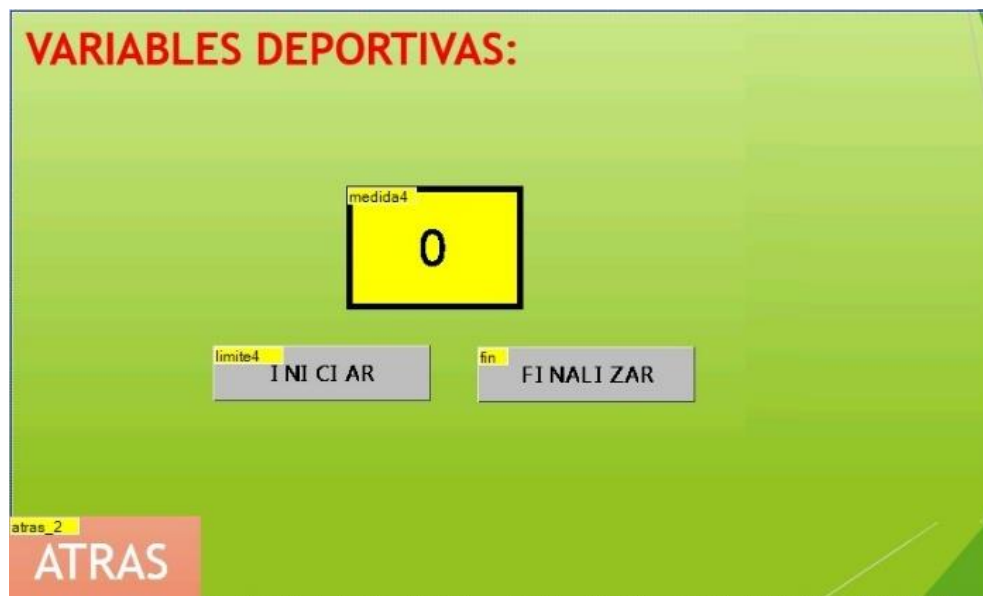 VARIABLES DEPORTIVAS:
medida4
0
limite4
INICIAR
fin
FINALIZAR
atras_2
ATRAS